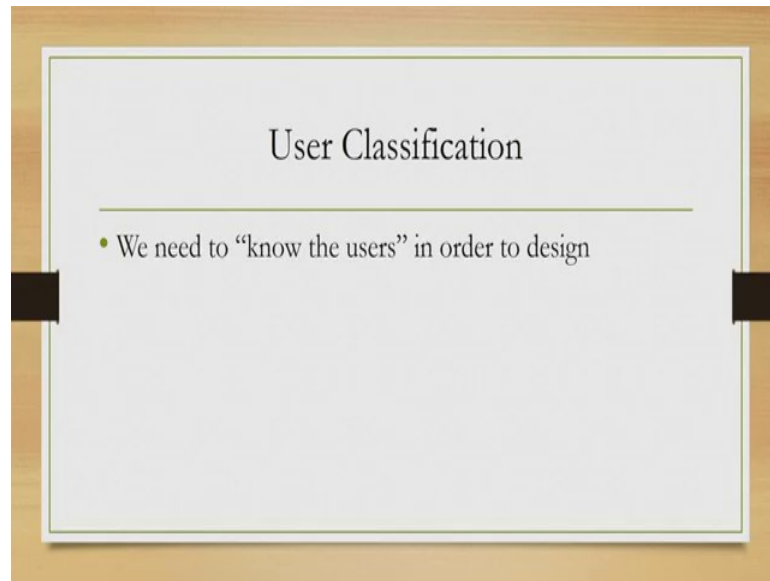 User Classification
• We need to “know the users” in order to design